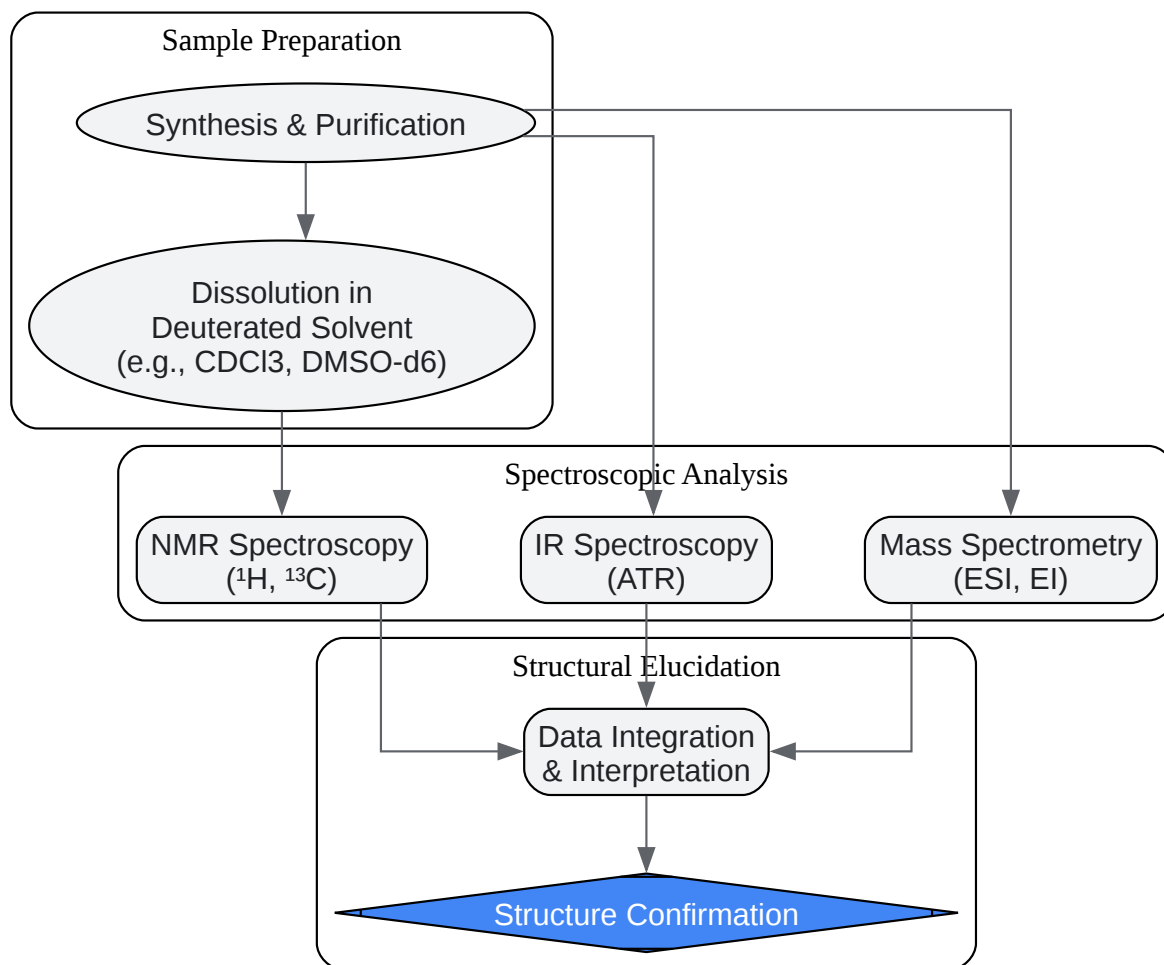 Sample Preparation
Synthesis & Purification
Dissolution in
Deuterated Solvent
(e.g., CDCl3, DMSO-d6)
Spectroscopic Analysis
NMR Spectroscopy
(¹H, ¹³C)
IR Spectroscopy
(ATR)
Mass Spectrometry
(ESI, EI)
Structural Elucidation
Data Integration
& Interpretation
Structure Confirmation